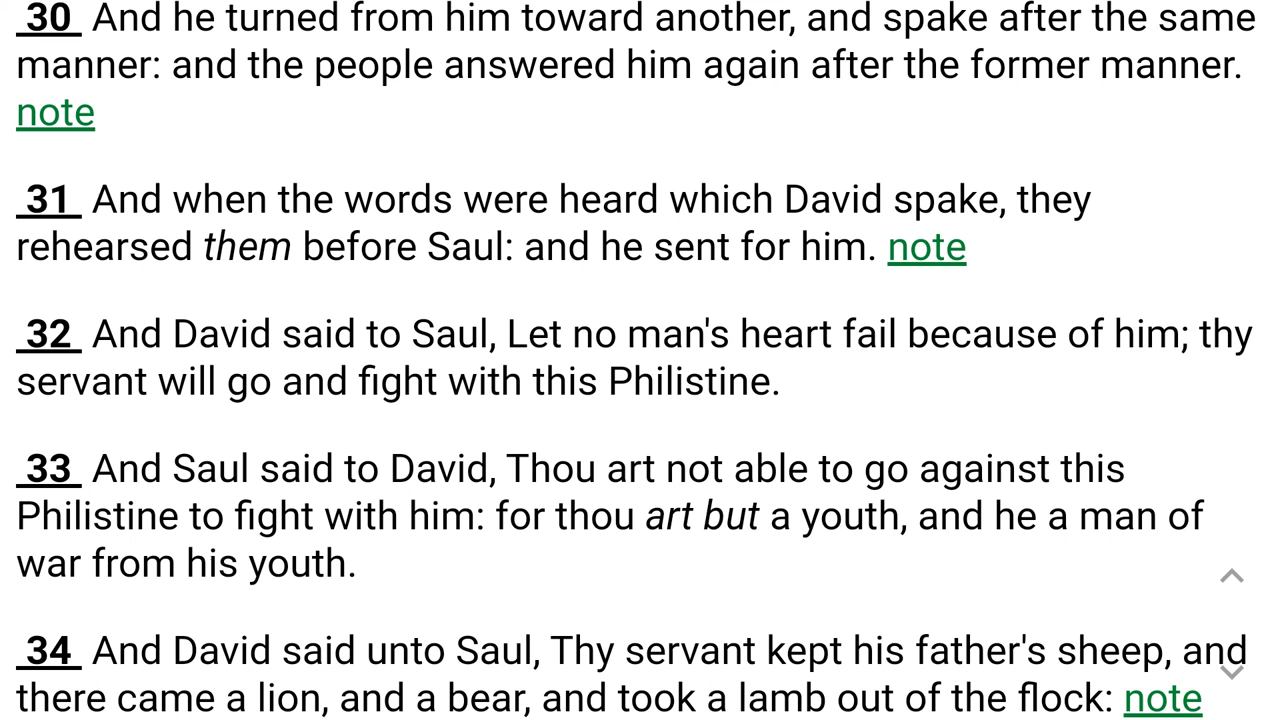 30 And he turned from him toward another, and spake after the same
manner: and the people answered him again after the former manner.
note
31 And when the words were heard which David spake, they
rehearsed them before Saul: and he sent for him. note
32 And David said to Saul, Let no man's heart fail because of him; thy
servant will go and fight with this Philistine.
33 And Saul said to David, Thou art not able to go against this
Philistine to fight with him: for thou art but a youth, and he a man of
war from his youth.
34 And David said unto Saul, Thy servant kept his father's sheep, and
there came a lion, and a bear, and took a lamb out of the flock: note